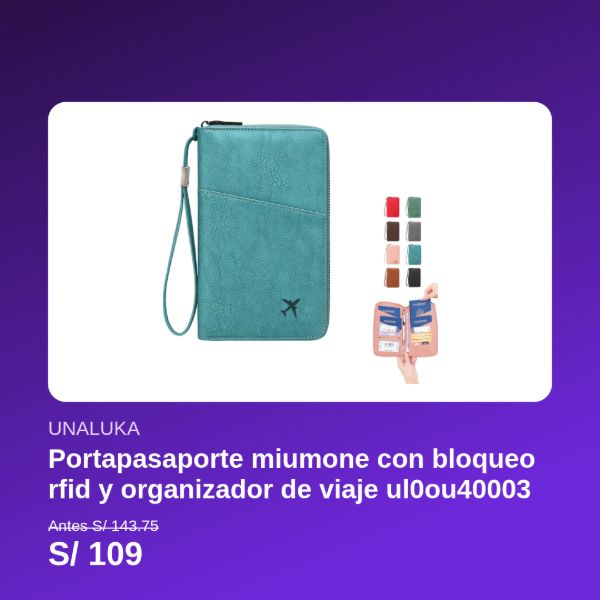 UNALUKA
Portapasaporte miumone con bloqueo
rfid y organizador de viaje ul0ou40003
Antes S/ 143.75
S/ 109